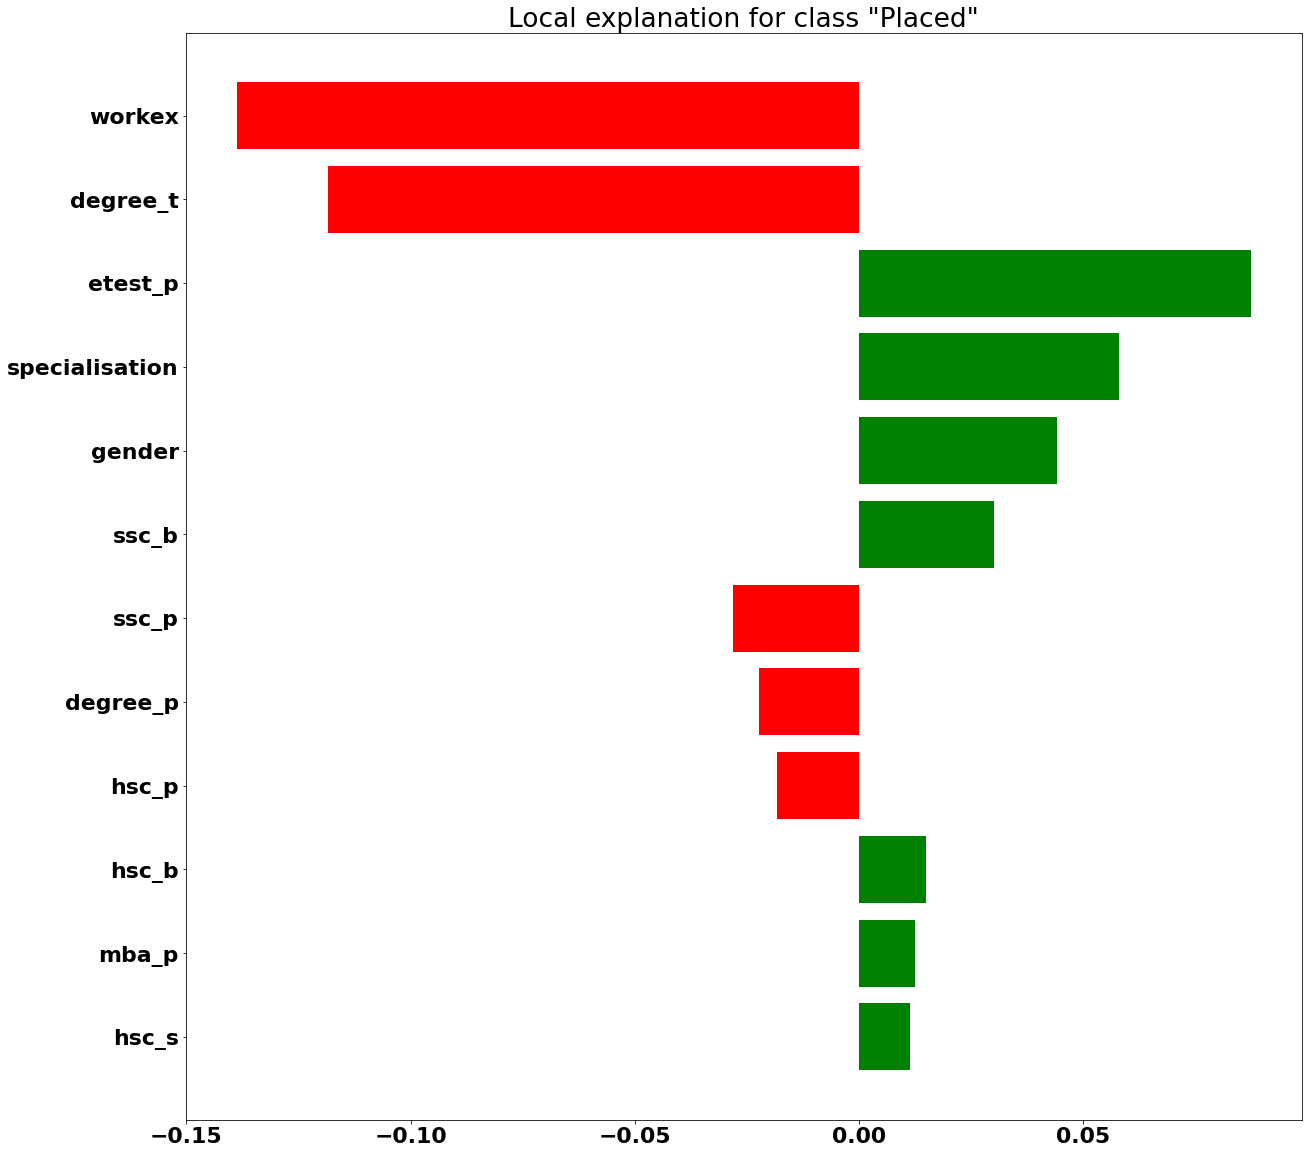 Local explanation for class "Placed"
workex
degree_t
etest_p
specialisation
gender
ssc_b
ssc_p
degree_p
hsc_p
hsc_b
mba_p
hsc_s
−0.15 −0.10 −0.05 0.00 0.05